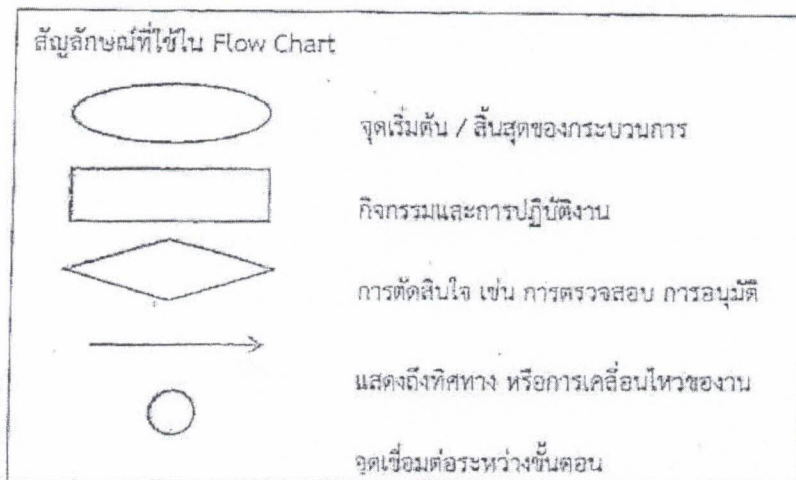 สัญลักษณ์ที่ใช้ใน Flow Chart
จุดเริ่มต้น / สิ้นสุดของกระบวนการ
กิจกรรมและการปฏิบัติงาน
การตัดสินใจ เช่น การตรวจสอบ การอนุมัติ
แสดงถึงทิศทาง หรือการเคลื่อนไหวของงาน
จุดเชื่อมต่อระหว่างขั้นตอน